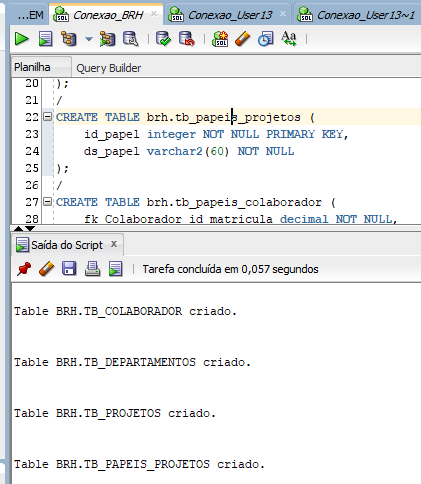 ...EM Conexao_BRH Conexao_User13 Conexao_User13~1
Planilha Query Builder
20 );
21 /
22 CREATE TABLE brh.tb_papeis_projetos (
23 id_papel integer NOT NULL PRIMARY KEY,
24 ds_papel varchar2(60) NOT NULL
25 );
26 /
27 CREATE TABLE brh.tb_papeis_colaborador (
28 fk_Colaborador_id_matricula decimal NOT NULL,
Saída do Script x
Tarefa concluída em 0,057 segundos
Table BRH.TB_COLABORADOR criado.
Table BRH.TB_DEPARTAMENTOS criado.
Table BRH.TB_PROJETOS criado.
Table BRH.TB_PAPEIS_PROJETOS criado.